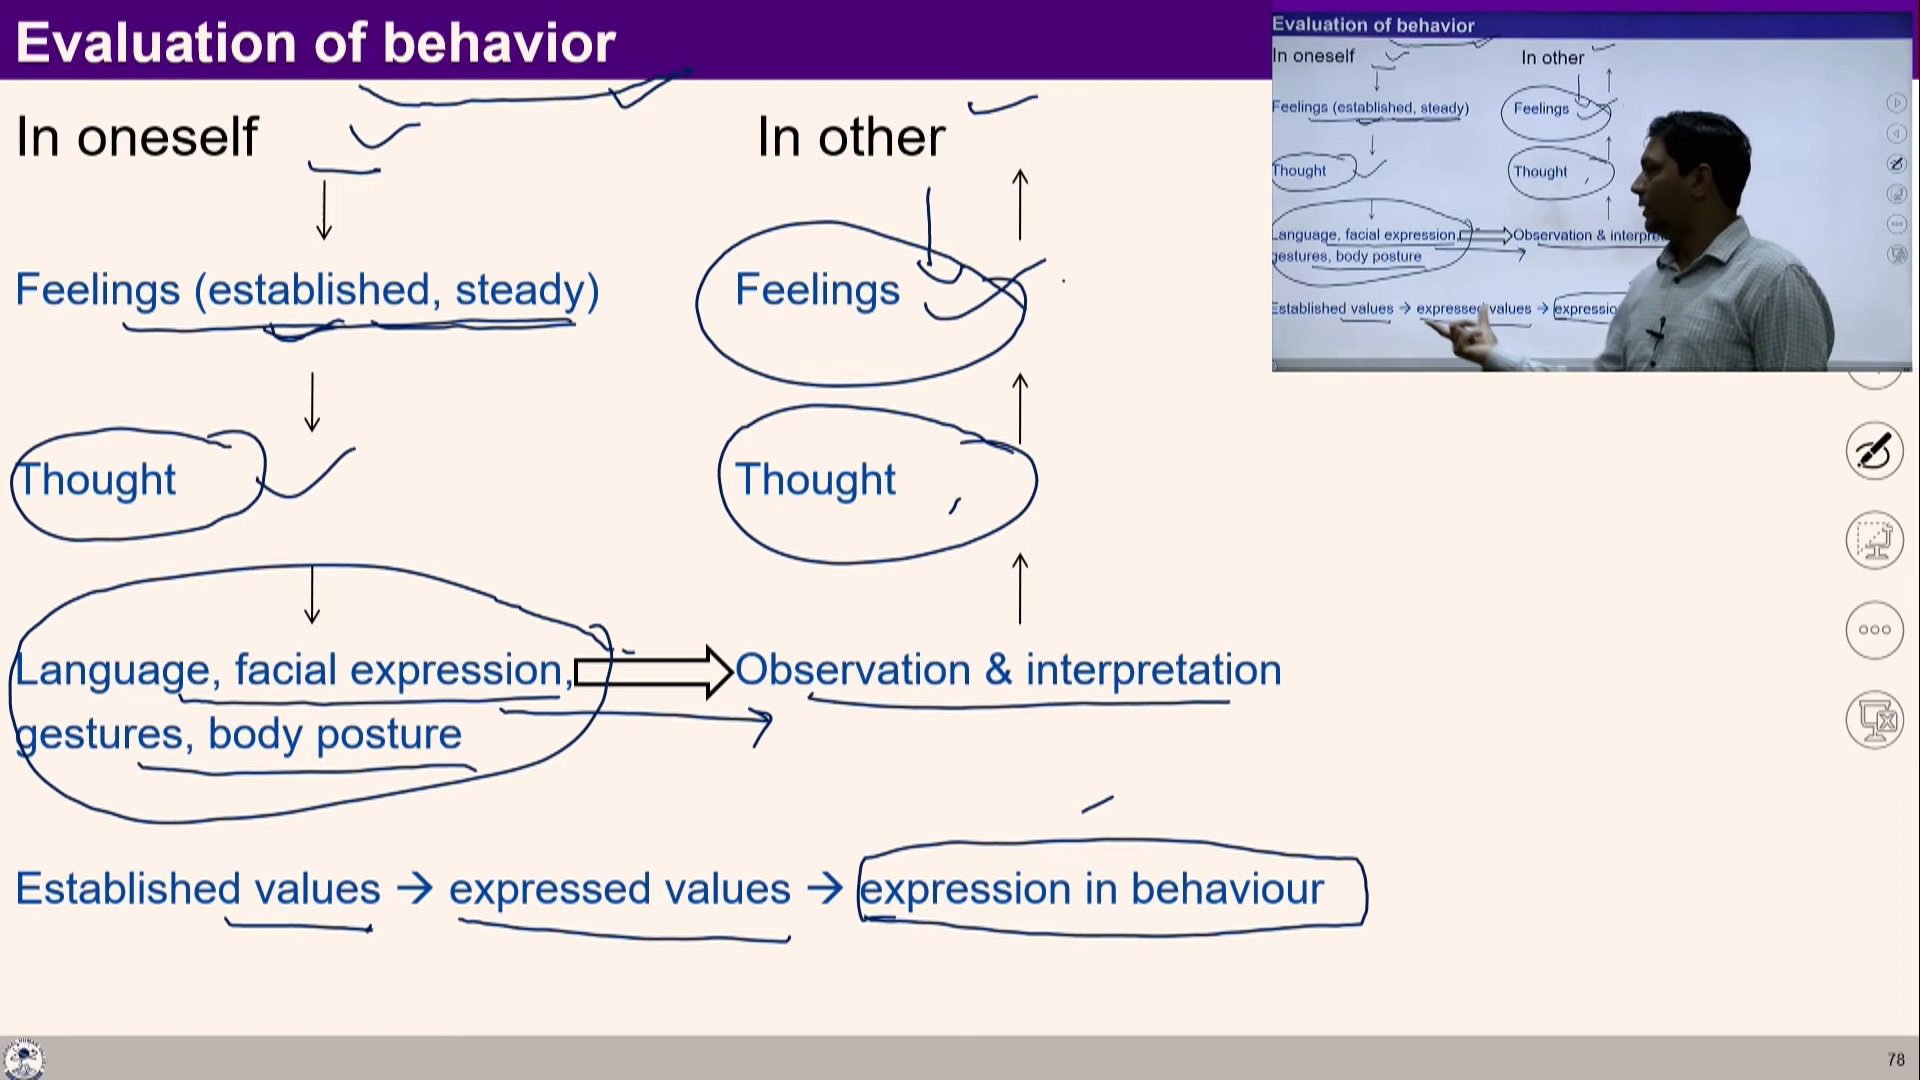 Evaluation of behavior
In oneself
In other
Feelings (established, steady)
Feelings
Thought
Thought
Language, facial expression,
gestures, body posture
Observation & interpretation
Established values → expressed values → expression in behaviour
78
Evaluation of behavior
In oneself
In other
Feelings (established, steady)
Feelings
Thought
Thought
Language, facial expression,
gestures, body posture
Observation &
Established values → expressed values →